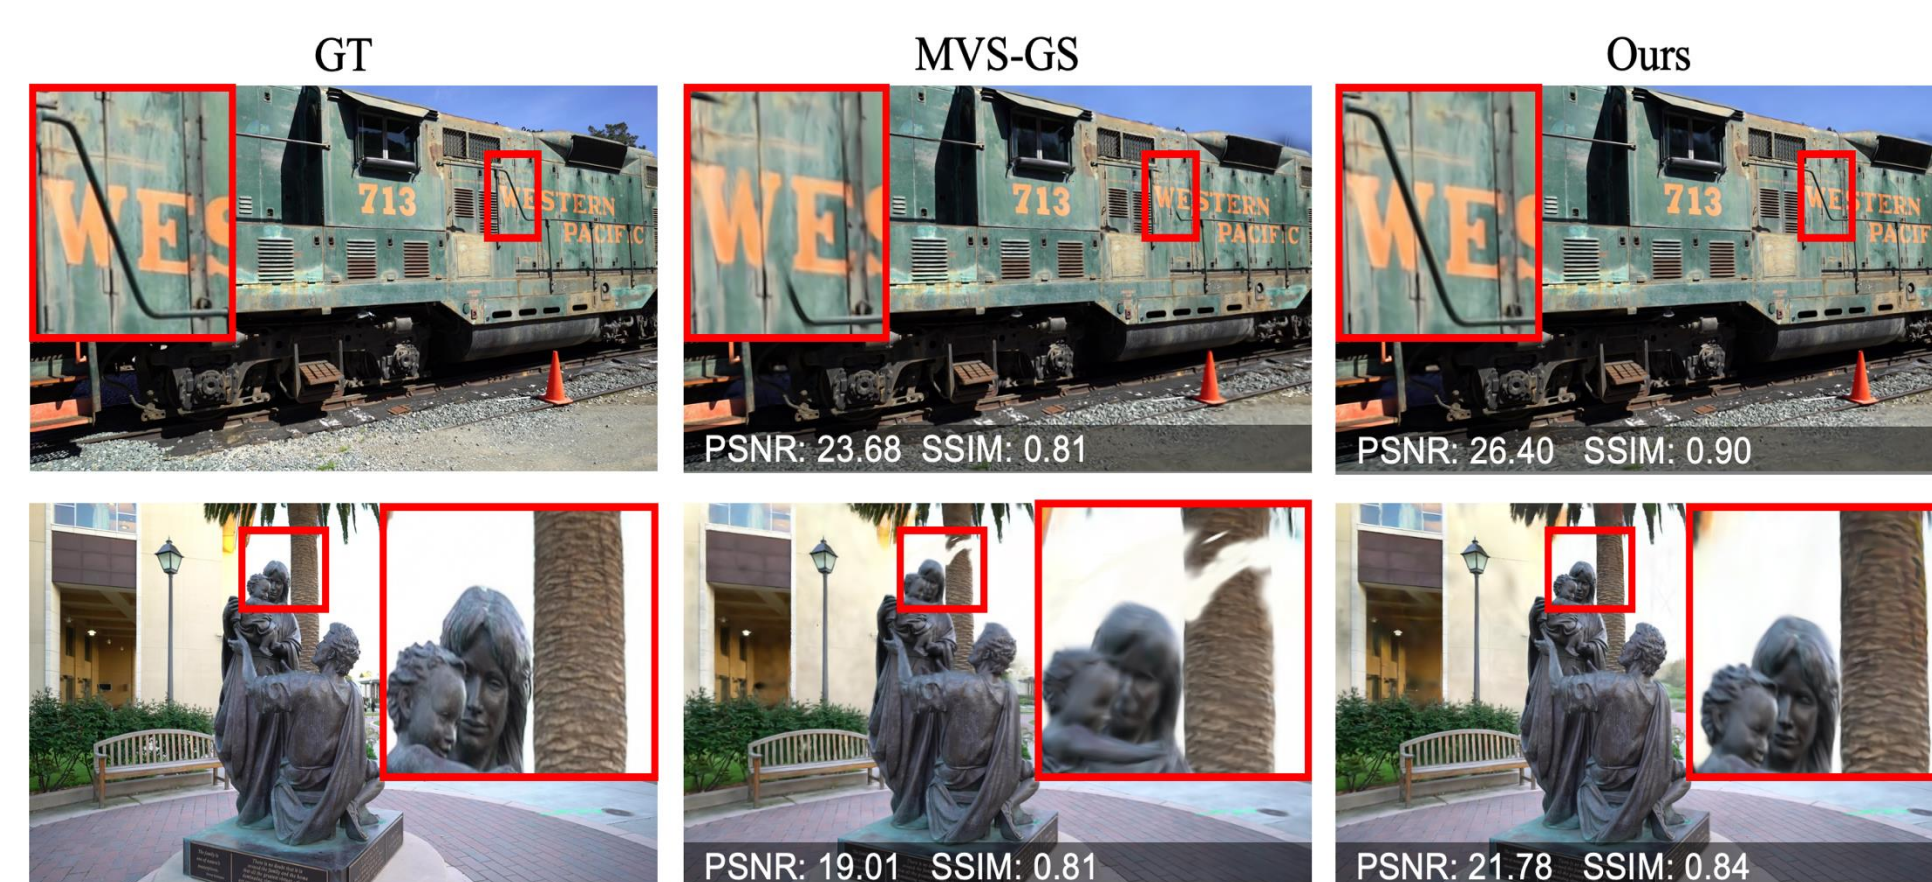 GT
MVS-GS
Ours
WES
713
WESTERN
PACIFIC
WES
713
WESTERN
PACIFIC
PSNR: 23.68 SSIM: 0.81
WES
713
WESTERN
PACIF
PSNR: 26.40 SSIM: 0.90
PSNR: 19.01 SSIM: 0.81
PSNR: 21.78 SSIM: 0.84